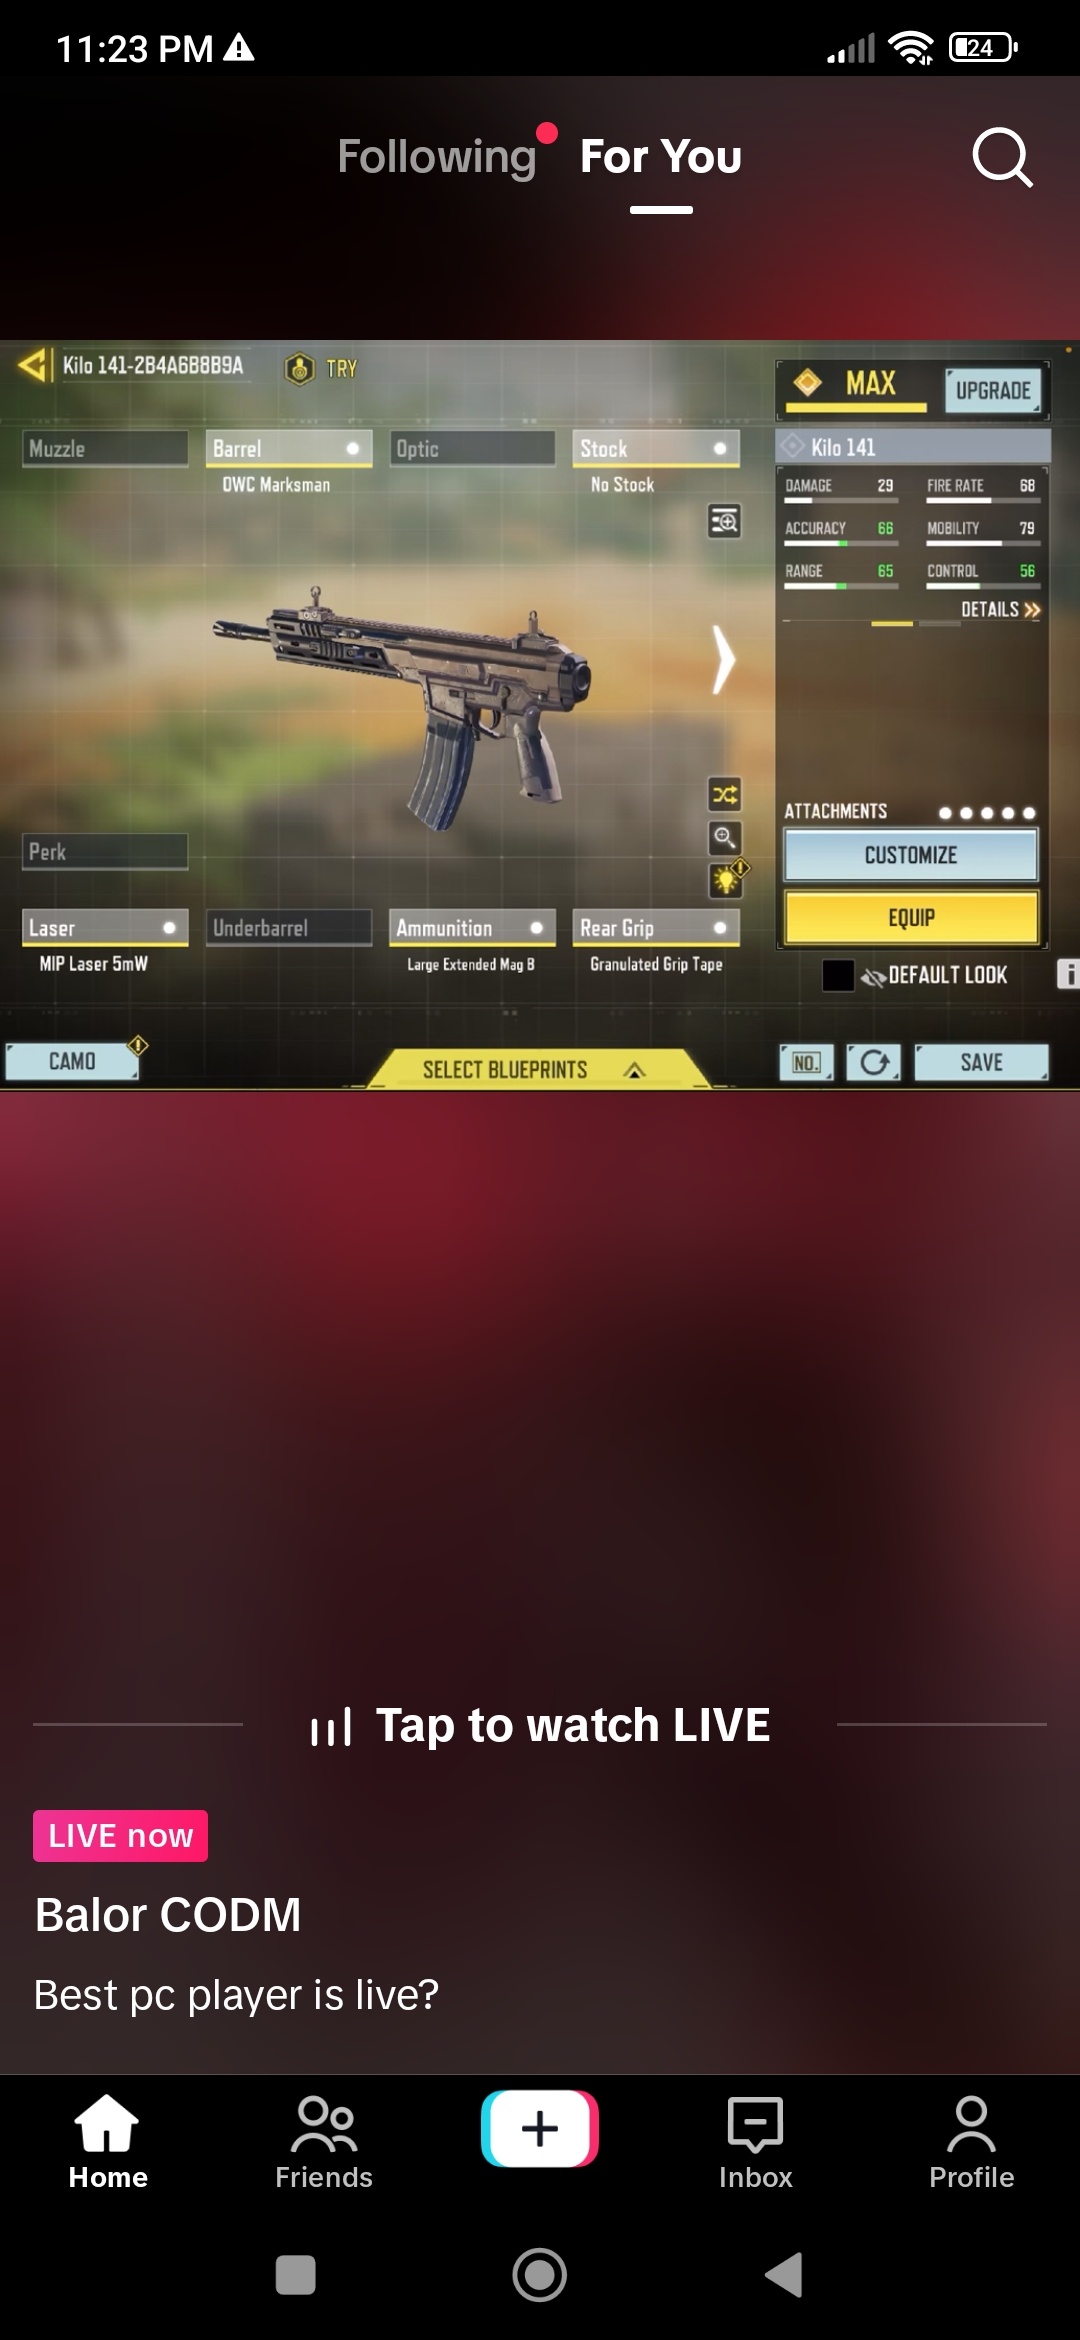 11:23 PM
24
Following
For You
Kilo 141-2B4A6B8B9A
TRY
MAX
UPGRADE
Muzzle
Barrel
Optic
Stock
OWC Marksman
No Stock
Kilo 141
DAMAGE 29
FIRE RATE 68
ACCURACY 66
MOBILITY 79
RANGE 65
CONTROL 56
DETAILS
ATTACHMENTS
CUSTOMIZE
EQUIP
Perk
Laser
Underbarrel
Ammunition
Rear Grip
MIP Laser 5mW
Large Extended Mag B
Granulated Grip Tape
DEFAULT LOOK
i
CAMO
SELECT BLUEPRINTS
NO.
SAVE
Tap to watch LIVE
LIVE now
Balor CODM
Best pc player is live?
Home
Friends
Inbox
Profile